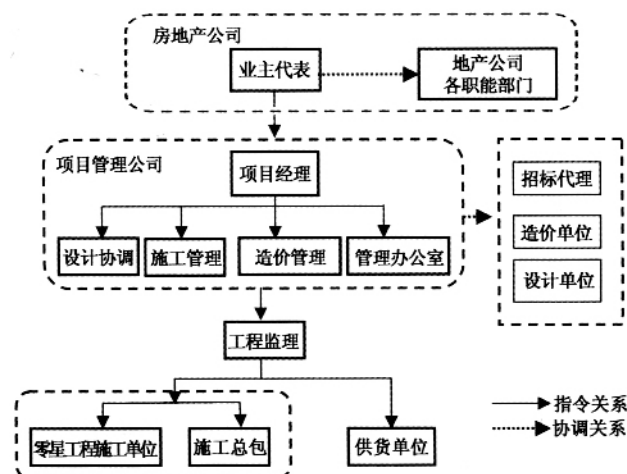 房地产公司
业主代表
地产公司
各职能部门
项目管理公司
项目经理
设计协调
施工管理
造价管理
管理办公室
招标代理
造价单位
设计单位
工程监理
零星工程施工单位
施工总包
供货单位
指令关系
协调关系